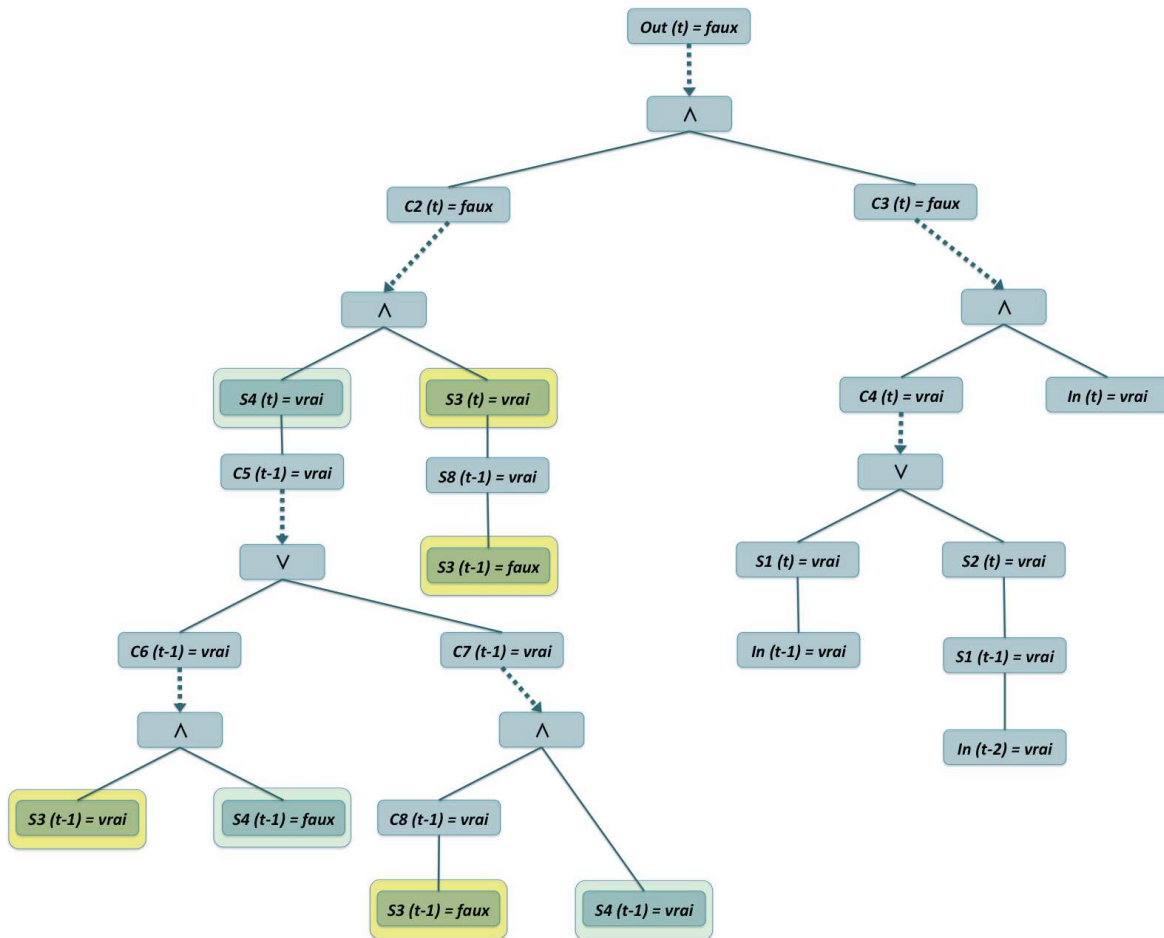 Out (t) = faux
∧
C2 (t) = faux
C3 (t) = faux
∧
∧
S4 (t) = vrai
S3 (t) = vrai
C4 (t) = vrai
In (t) = vrai
C5 (t-1) = vrai
S8 (t-1) = vrai
∨
∨
S3 (t-1) = faux
S1 (t) = vrai
S2 (t) = vrai
C6 (t-1) = vrai
C7 (t-1) = vrai
In (t-1) = vrai
S1 (t-1) = vrai
∧
∧
In (t-2) = vrai
S3 (t-1) = vrai
S4 (t-1) = faux
C8 (t-1) = vrai
S3 (t-1) = faux
S4 (t-1) = vrai